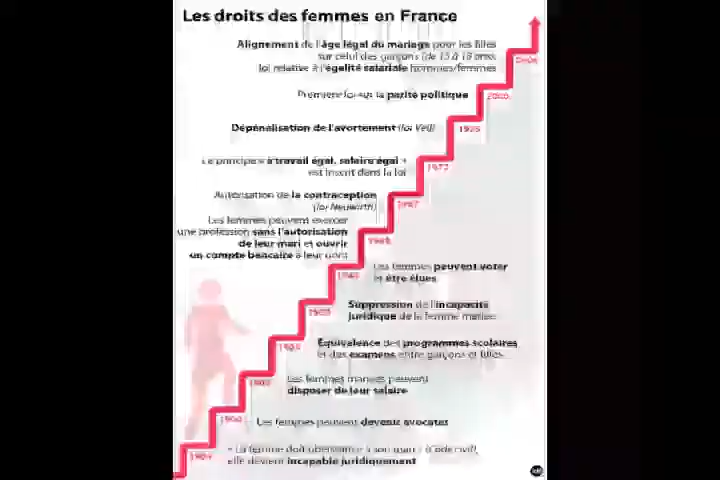 Les droits des femmes en France
Alignement de l'âge légal du mariage pour les filles
sur celui des garçons (de 15 à 18 ans),
loi relative à l'égalité salariale hommes/femmes
2006
Première loi sur la parité politique
2000
Dépénalisation de l'avortement (loi Veil)
1975
Le principe « à travail égal, salaire égal »
est inscrit dans la loi
1972
Autorisation de la contraception
(loi Neuwirth)
1967
Les femmes peuvent exercer
une profession sans l'autorisation
de leur mari et ouvrir
un compte bancaire à leur nom
1965
Les femmes peuvent voter
et être élues
Suppression de l'incapacité
juridique de la femme mariée
Équivalence des programmes scolaires
et des examens entre garçons et filles
Les femmes mariées peuvent
disposer de leur salaire
Les femmes peuvent devenir avocates
1900
« La femme doit obéissance à son mari » (Code civil),
elle devient incapable juridiquement
1804